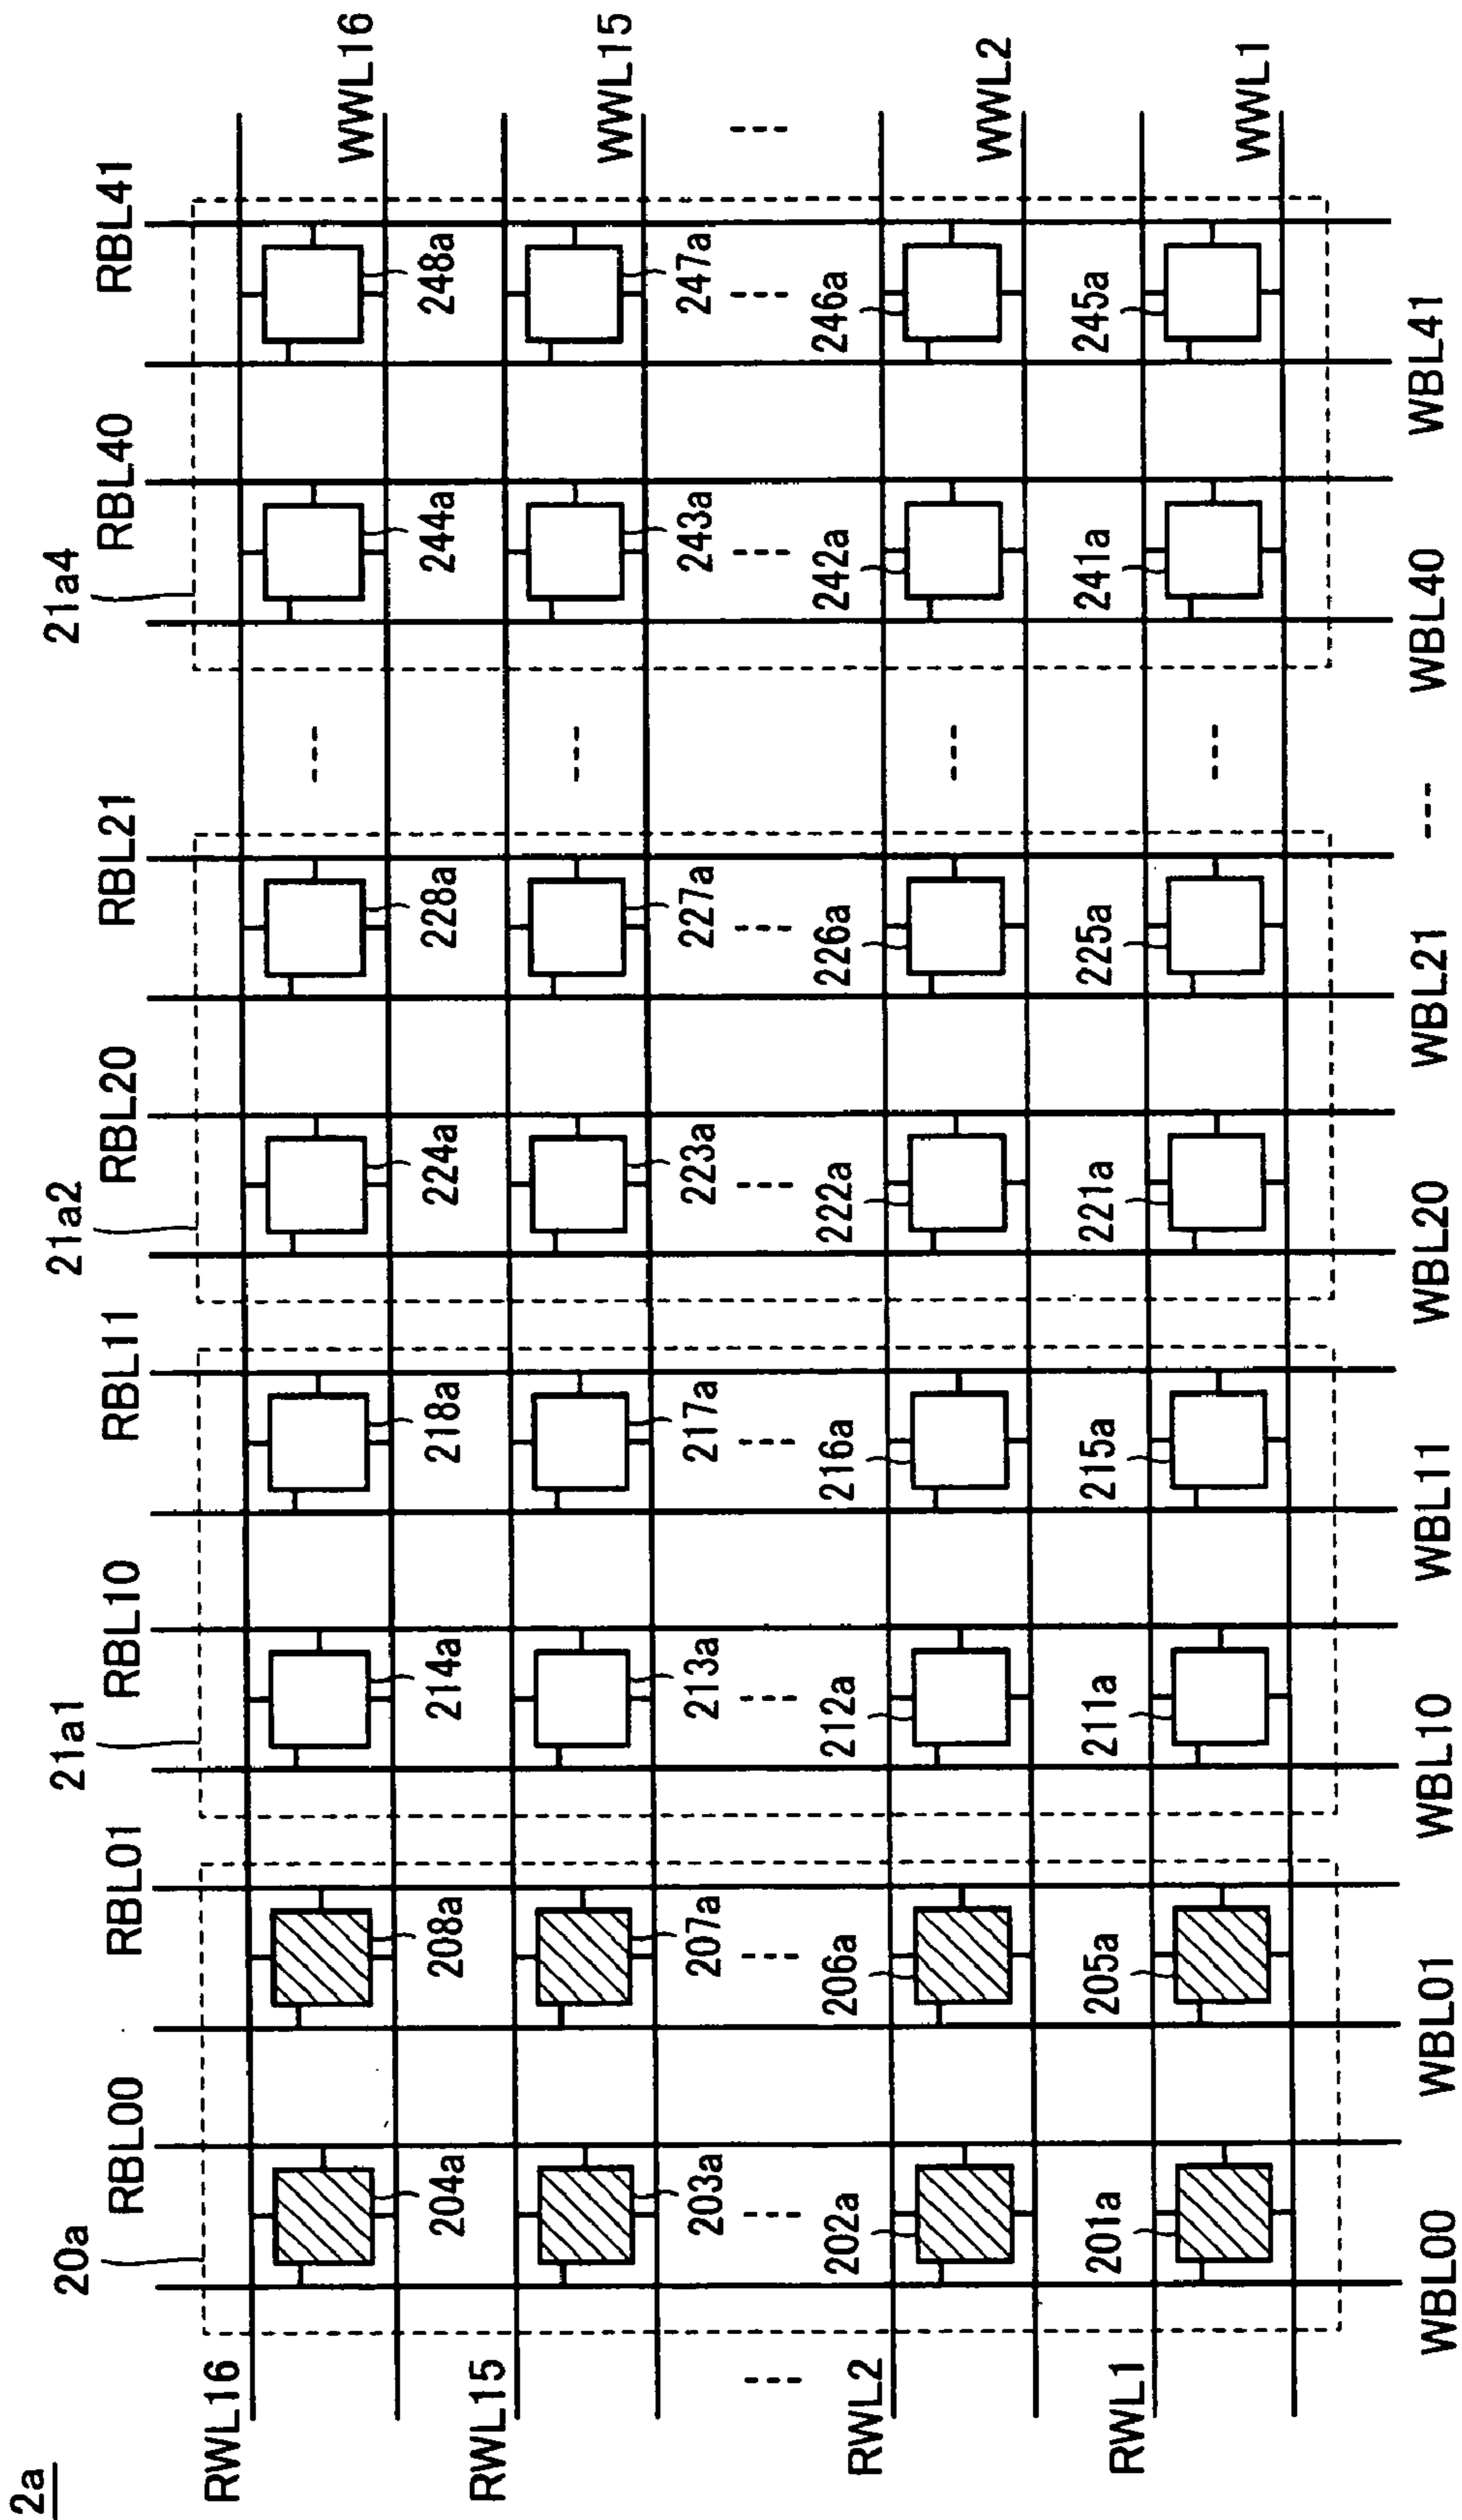 2a
20a
21a1
21a2
21a4
RBL00
RBL01
RBL10
RBL11
RBL20
RBL21
RBL40
RBL41
RWL16
204a
208a
214a
218a
224a
228a
---
244a
248a
WWL16
RWL15
203a
207a
213a
217a
223a
227a
---
243a
247a
WWL15
---
---
---
---
---
---
---
---
---
---
RWL2
202a
206a
212a
216a
222a
226a
---
242a
246a
WWL2
RWL1
201a
205a
211a
215a
221a
225a
---
241a
245a
WWL1
WBL00
WBL01
WBL10
WBL11
WBL20
WBL21
---
WBL40
WBL41